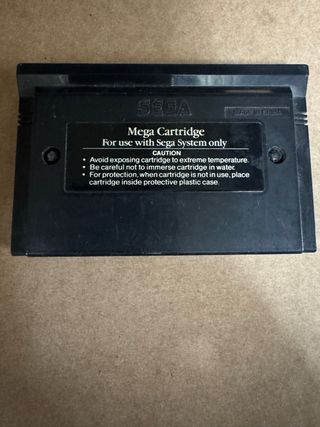 SEGA
Mega Cartridge
For use with Sega System only
CAUTION
• Avoid exposing cartridge to extreme temperature.
• Be careful not to immerse cartridge in water.
• For protection, when cartridge is not in use, place
cartridge inside protective plastic case.